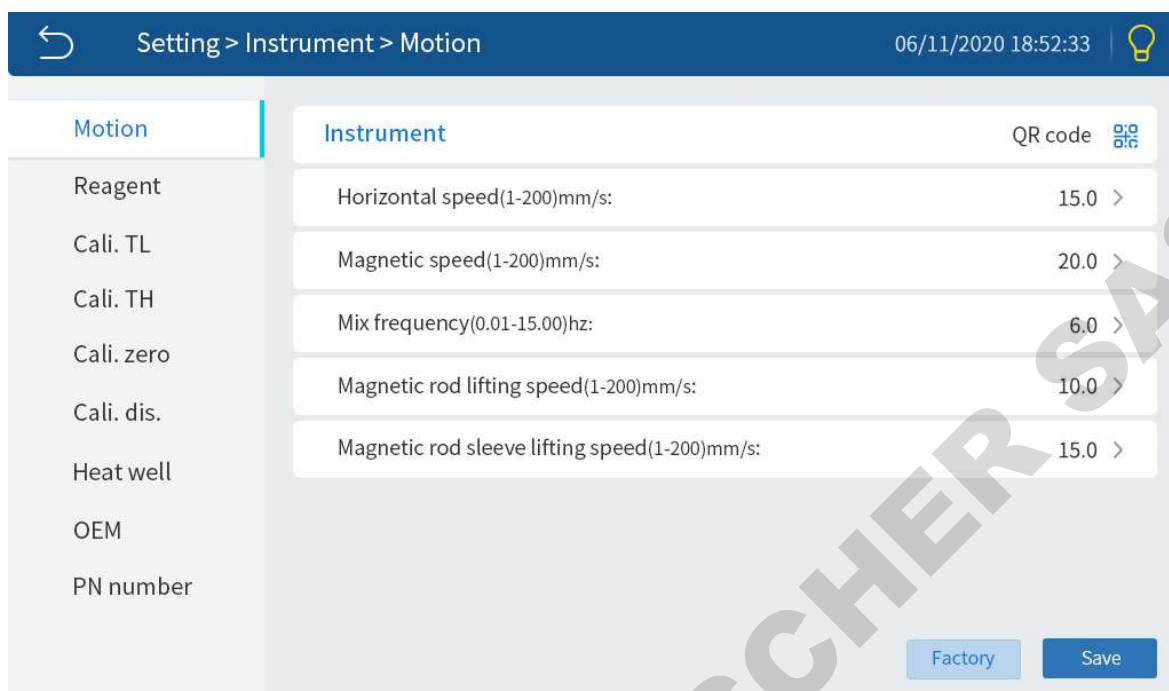 Setting > Instrument > Motion 06/11/2020 18:52:33
Motion
Reagent
Cali. TL
Cali. TH
Cali. zero
Cali. dis.
Heat well
OEM
PN number
Instrument QR code
Horizontal speed(1-200)mm/s: 15.0 >
Magnetic speed(1-200)mm/s: 20.0 >
Mix frequency(0.01-15.00)hz: 6.0 >
Magnetic rod lifting speed(1-200)mm/s: 10.0 >
Magnetic rod sleeve lifting speed(1-200)mm/s: 15.0 >
Factory Save
SCHER